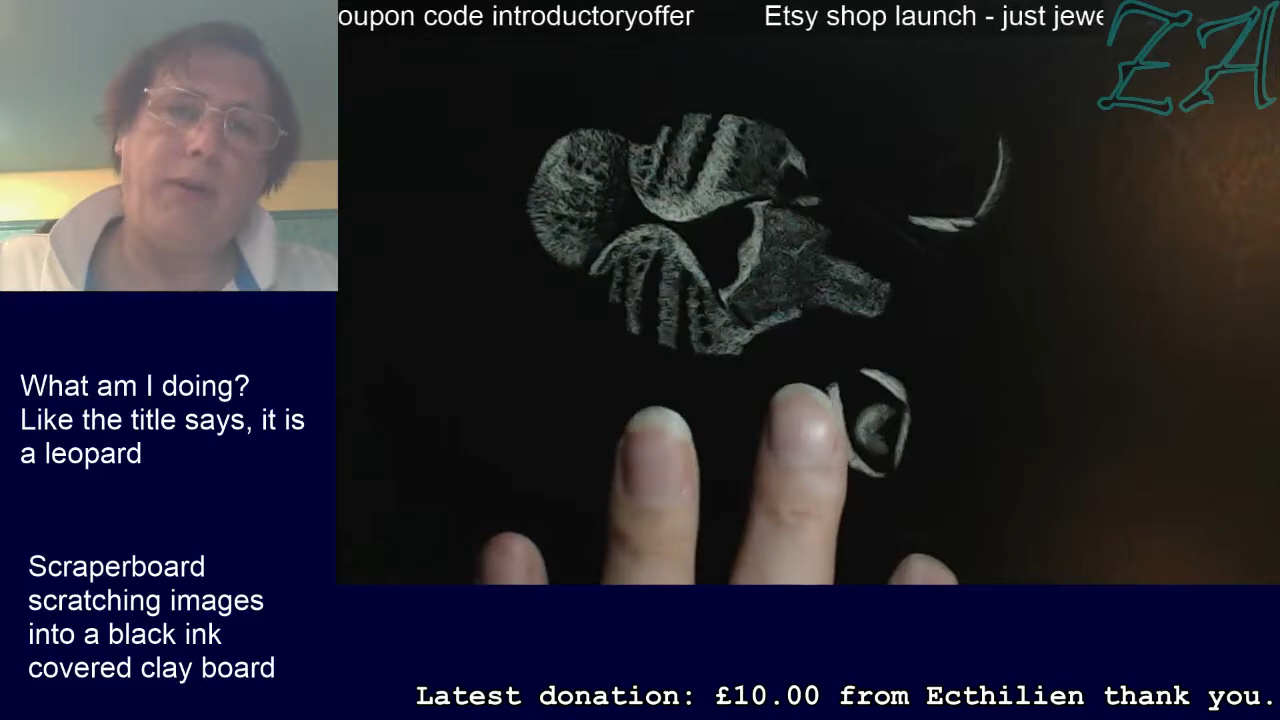 oupon code introductoryoffer Etsy shop launch - just jewe
ZA
What am I doing?
Like the title says, it is
a leopard
Scraperboard
scratching images
into a black ink
covered clay board
Latest donation: £10.00 from Ecthilien thank you.